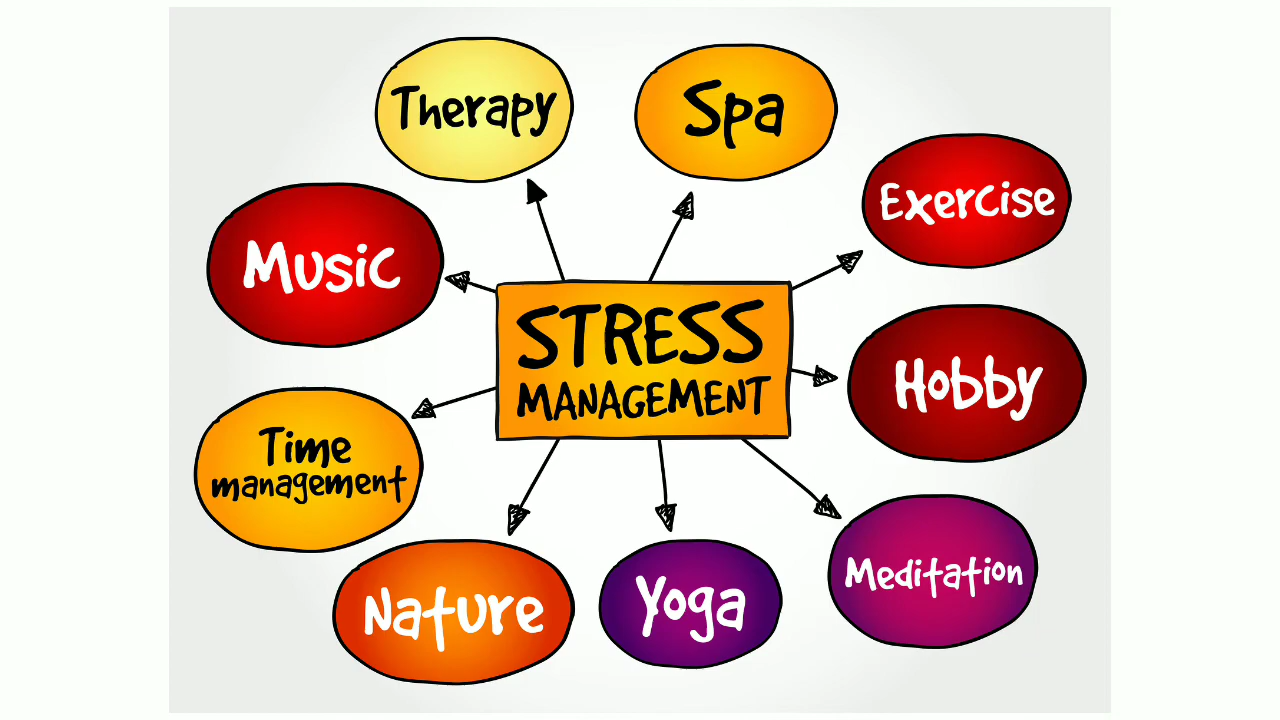 Therapy
Spa
Exercise
Music
STRESS
MANAGEMENT
Hobby
Time
management
Meditation
Nature
Yoga